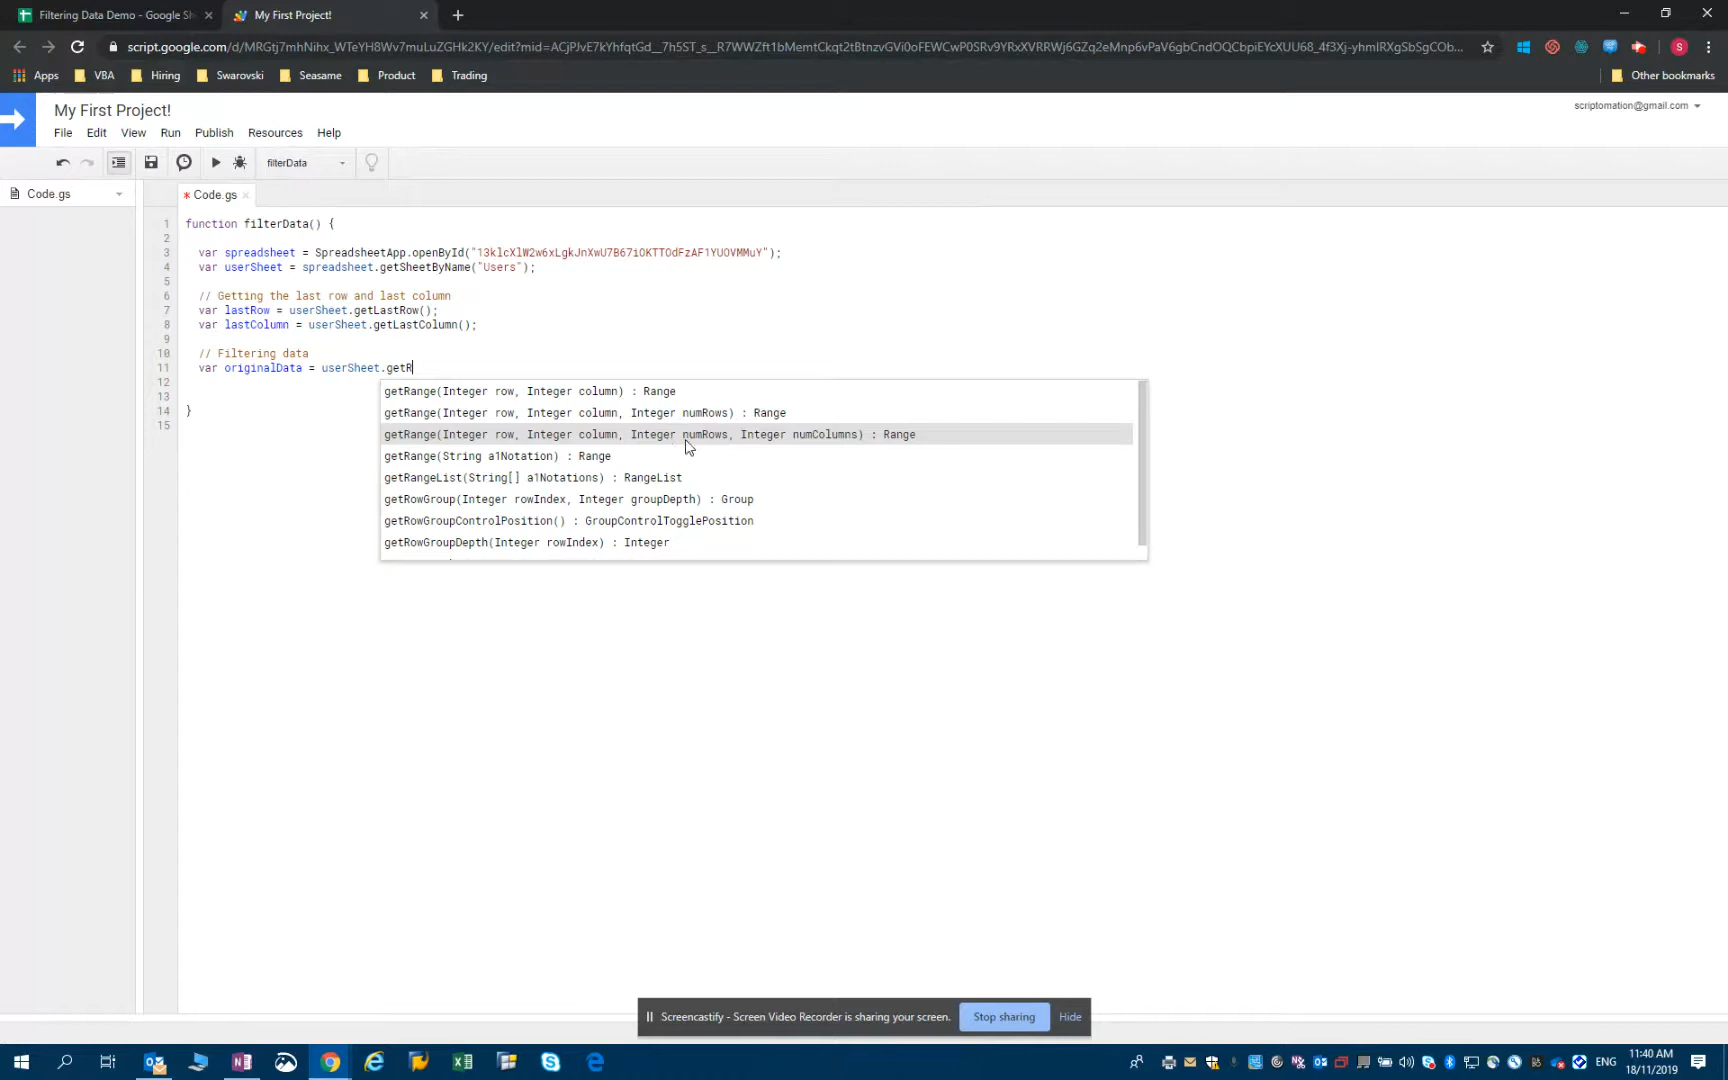 Filtering Data Demo - Google Sh
My First Project!
script.google.com/d/MRGtj7mhNihx_WTeYH8Wv7muLuZGHk2KY/edit?mid=ACjPJvE7kYhfqtGd__7h5ST_s__R7WWZft1bMemtCkqt2tBtnzvGVi0oFEWCwP0SRv9YRxXVRRWj6GZq2eMnp6vPaV6gbCndOQCbpiEYcXUU68_4f3Xj-yhmIRXgSbSgCOb...
S
Apps VBA Hiring Swarovski Seasame Product Trading Other bookmarks
My First Project!
scriptomation@gmail.com
File Edit View Run Publish Resources Help
filterData
Code.gs
* Code.gs
1 function filterData() {
2
3 var spreadsheet = SpreadsheetApp.openById("13klcXlW2w6xLgkJnXwU7B67iOKTTOdFzAF1YUOVMMuY");
4 var userSheet = spreadsheet.getSheetByName("Users");
5
6 // Getting the last row and last column
7 var lastRow = userSheet.getLastRow();
8 var lastColumn = userSheet.getLastColumn();
9
10 // Filtering data
11 var originalData = userSheet.getR
12
13
14 }
15
getRange(Integer row, Integer column) : Range
getRange(Integer row, Integer column, Integer numRows) : Range
getRange(Integer row, Integer column, Integer numRows, Integer numColumns) : Range
getRange(String a1Notation) : Range
getRangeList(String[] a1Notations) : RangeList
getRowGroup(Integer rowIndex, Integer groupDepth) : Group
getRowGroupControlPosition() : GroupControlTogglePosition
getRowGroupDepth(Integer rowIndex) : Integer
Screencastify - Screen Video Recorder is sharing your screen. Stop sharing Hide
ENG
11:40 AM
18/11/2019